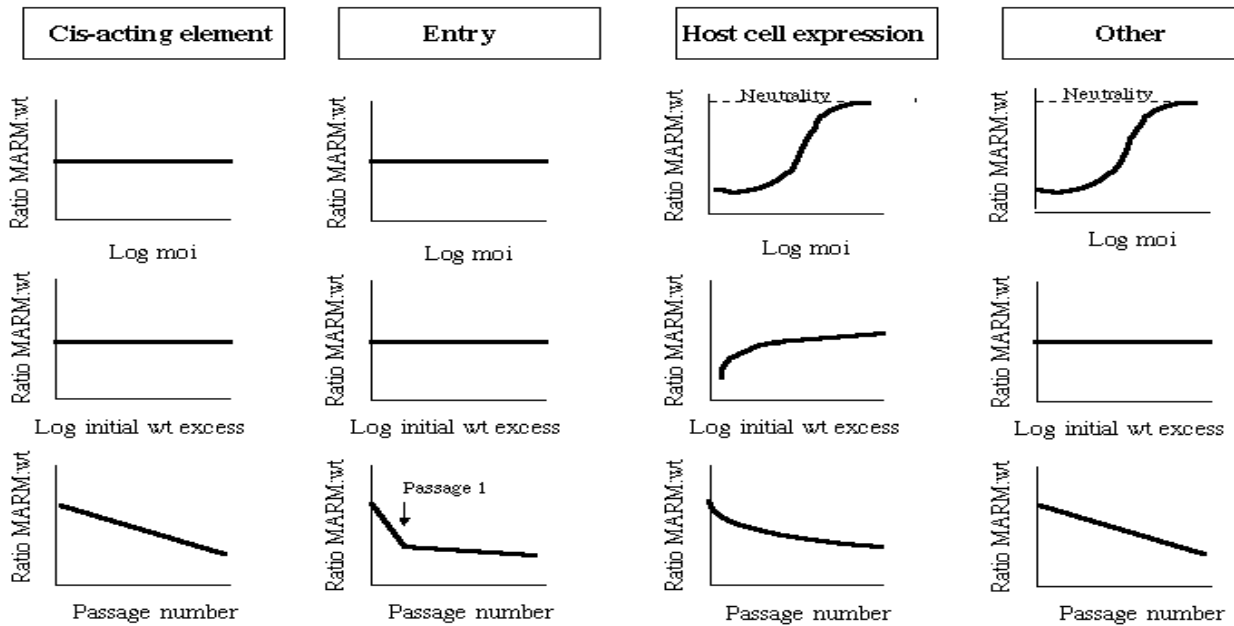 Cis-acting element
Entry
Host cell expression
Other
Ratio MARM:wt
Log moi
Ratio MARM:wt
Log moi
Ratio MARM:wt
Neutrality
Log moi
Ratio MARM:wt
Neutrality
Log moi
Ratio MARM:wt
Log initial wt excess
Ratio MARM:wt
Log initial wt excess
Ratio MARM:wt
Log initial wt excess
Ratio MARM:wt
Log initial wt excess
Ratio MARM:wt
Passage number
Ratio MARM:wt
Passage 1
Passage number
Ratio MARM:wt
Passage number
Ratio MARM:wt
Passage number